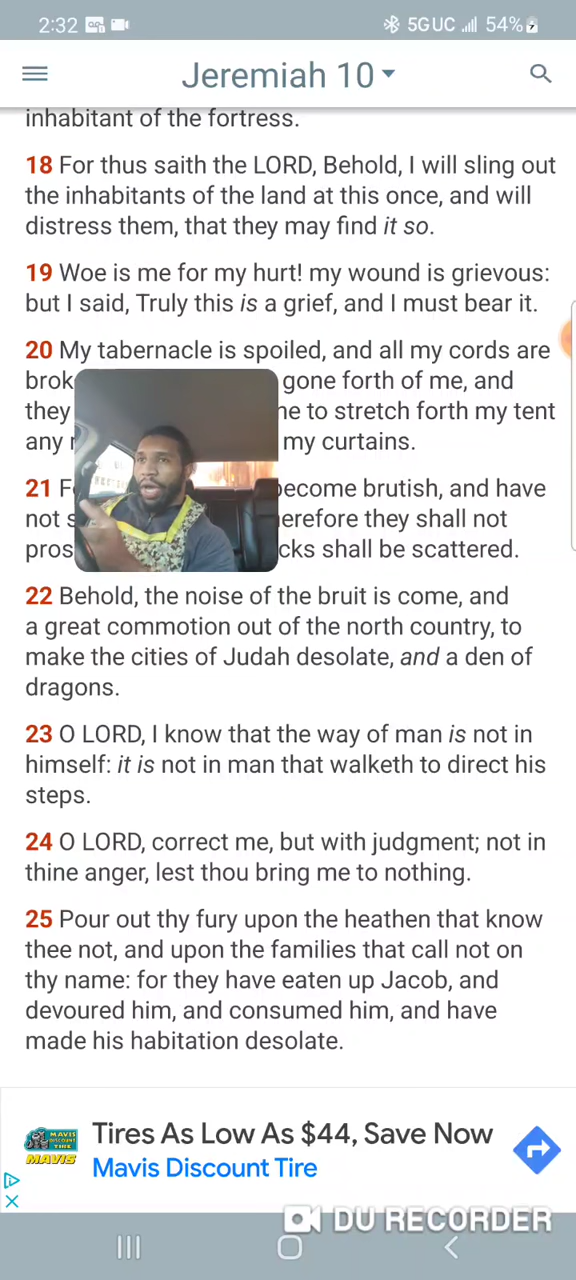 2:32 5GUC 54%
Jeremiah 10
inhabitant of the fortress.
18 For thus saith the LORD, Behold, I will sling out
the inhabitants of the land at this once, and will
distress them, that they may find it so.
19 Woe is me for my hurt! my wound is grievous:
but I said, Truly this is a grief, and I must bear it.
20 My tabernacle is spoiled, and all my cords are
brok gone forth of me, and
they ne to stretch forth my tent
any my curtains.
21 F become brutish, and have
not s erefore they shall not
pros cks shall be scattered.
22 Behold, the noise of the bruit is come, and
a great commotion out of the north country, to
make the cities of Judah desolate, and a den of
dragons.
23 O LORD, I know that the way of man is not in
himself: it is not in man that walketh to direct his
steps.
24 O LORD, correct me, but with judgment; not in
thine anger, lest thou bring me to nothing.
25 Pour out thy fury upon the heathen that know
thee not, and upon the families that call not on
thy name: for they have eaten up Jacob, and
devoured him, and consumed him, and have
made his habitation desolate.
MAVIS
DISCOUNT
TIRE
MAVIS
Tires As Low As $44, Save Now
Mavis Discount Tire
DU RECORDER